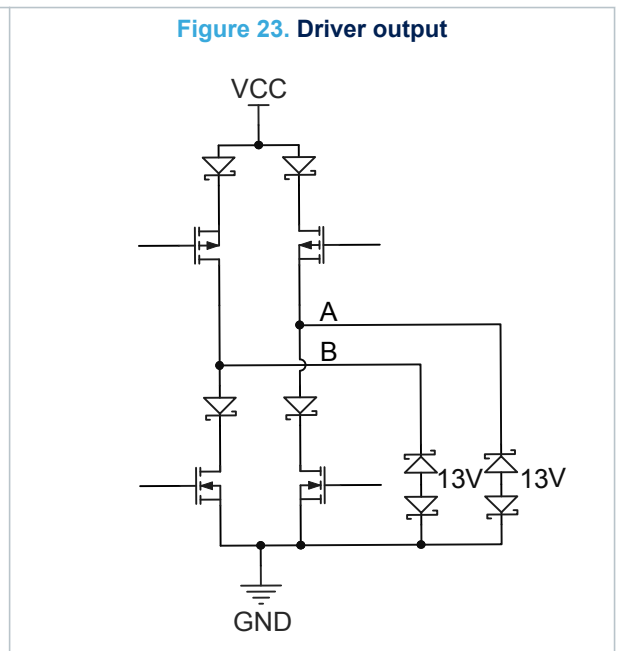 Figure 23. Driver output
VCC
A
B
13V 13V
GND